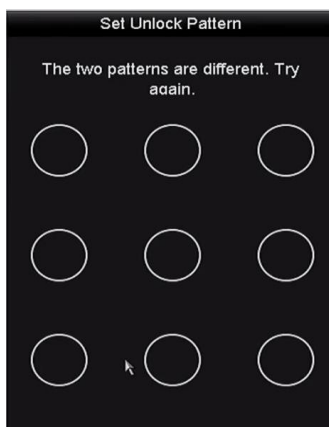 Set Unlock Pattern
The two patterns are different. Try
again.